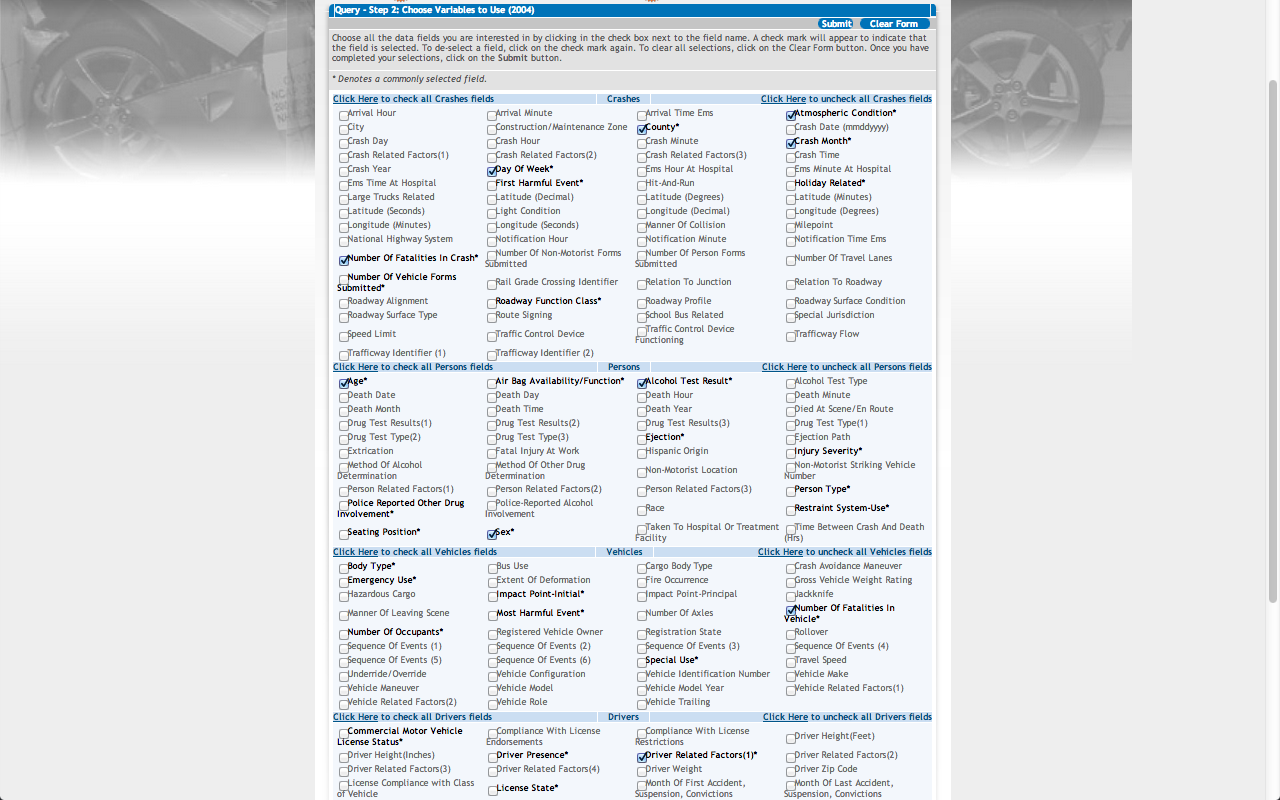 Query - Step 2: Choose Variables to Use (2004)
Submit Clear Form
Choose all the data fields you are interested in by clicking in the check box next to the field name. A check mark will appear to indicate that
the field is selected. To de-select a field, click on the check mark again. To clear all selections, click on the Clear Form button. Once you have
completed your selections, click on the Submit button.
* Denotes a commonly selected field.
Click Here to check all Crashes fields Crashes Click Here to uncheck all Crashes fields
Arrival Hour Arrival Minute Arrival Time Ems Atmospheric Condition*
City Construction/Maintenance Zone County* Crash Date (mmddyyyy)
Crash Day Crash Hour Crash Minute Crash Month*
Crash Related Factors(1) Crash Related Factors(2) Crash Related Factors(3) Crash Time
Crash Year Day Of Week* Ems Hour At Hospital Ems Minute At Hospital
Ems Time At Hospital First Harmful Event* Hit-And-Run Holiday Related*
Large Trucks Related Latitude (Decimal) Latitude (Degrees) Latitude (Minutes)
Latitude (Seconds) Light Condition Longitude (Decimal) Longitude (Degrees)
Longitude (Minutes) Longitude (Seconds) Manner Of Collision Milepoint
National Highway System Notification Hour Notification Minute Notification Time Ems
Number Of Fatalities In Crash* Number Of Non-Motorist Forms Submitted Number Of Person Forms Submitted Number Of Travel Lanes
Number Of Vehicle Forms Submitted* Rail Grade Crossing Identifier Relation To Junction Relation To Roadway
Roadway Alignment Roadway Function Class* Roadway Profile Roadway Surface Condition
Roadway Surface Type Route Signing School Bus Related Special Jurisdiction
Speed Limit Traffic Control Device Traffic Control Device Functioning Trafficway Flow
Trafficway Identifier (1) Trafficway Identifier (2)
Click Here to check all Persons fields Persons Click Here to uncheck all Persons fields
Age* Air Bag Availability/Function* Alcohol Test Result* Alcohol Test Type
Death Date Death Day Death Hour Death Minute
Death Month Death Time Death Year Died At Scene/En Route
Drug Test Results(1) Drug Test Results(2) Drug Test Results(3) Drug Test Type(1)
Drug Test Type(2) Drug Test Type(3) Ejection* Ejection Path
Extrication Fatal Injury At Work Hispanic Origin Injury Severity*
Method Of Alcohol Determination Method Of Other Drug Determination Non-Motorist Location Non-Motorist Striking Vehicle Number
Person Related Factors(1) Person Related Factors(2) Person Related Factors(3) Person Type*
Police Reported Other Drug Involvement* Police-Reported Alcohol Involvement Race Restraint System-Use*
Seating Position* Sex* Taken To Hospital Or Treatment Facility Time Between Crash And Death (Hrs)
Click Here to check all Vehicles fields Vehicles Click Here to uncheck all Vehicles fields
Body Type* Bus Use Cargo Body Type Crash Avoidance Maneuver
Emergency Use* Extent Of Deformation Fire Occurrence Gross Vehicle Weight Rating
Hazardous Cargo Impact Point-Initial* Impact Point-Principal Jackknife
Manner Of Leaving Scene Most Harmful Event* Number Of Axles Number Of Fatalities In Vehicle*
Number Of Occupants* Registered Vehicle Owner Registration State Rollover
Sequence Of Events (1) Sequence Of Events (2) Sequence Of Events (3) Sequence Of Events (4)
Sequence Of Events (5) Sequence Of Events (6) Special Use* Travel Speed
Underride/Override Vehicle Configuration Vehicle Identification Number Vehicle Make
Vehicle Maneuver Vehicle Model Vehicle Model Year Vehicle Related Factors(1)
Vehicle Related Factors(2) Vehicle Role Vehicle Trailing
Click Here to check all Drivers fields Drivers Click Here to uncheck all Drivers fields
Commercial Motor Vehicle License Status* Compliance With License Endorsements Compliance With License Restrictions Driver Height(Feet)
Driver Height(Inches) Driver Presence* Driver Related Factors(1)* Driver Related Factors(2)
Driver Related Factors(3) Driver Related Factors(4) Driver Weight Driver Zip Code
License Compliance with Class of Vehicle License State* Month Of First Accident, Suspension, Convictions Month Of Last Accident, Suspension, Convictions